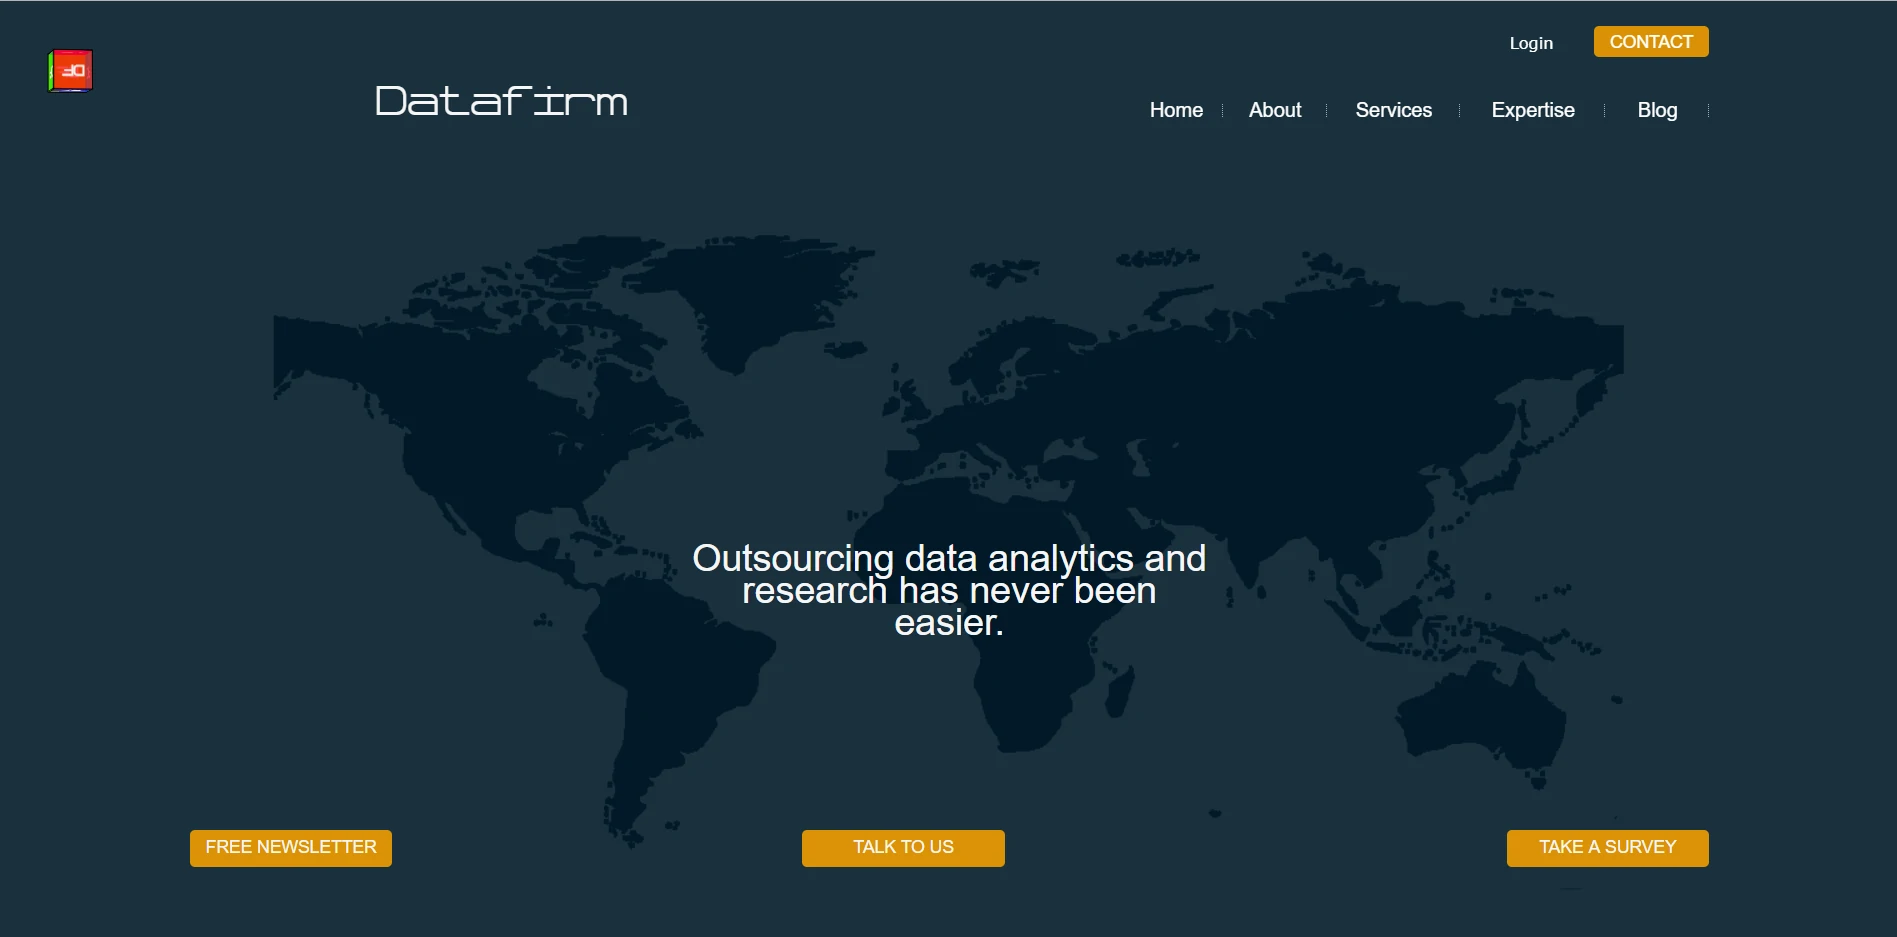 Login
CONTACT
DF
Datafirm
Home
About
Services
Expertise
Blog
Outsourcing data analytics and
research has never been
easier.
FREE NEWSLETTER
TALK TO US
TAKE A SURVEY